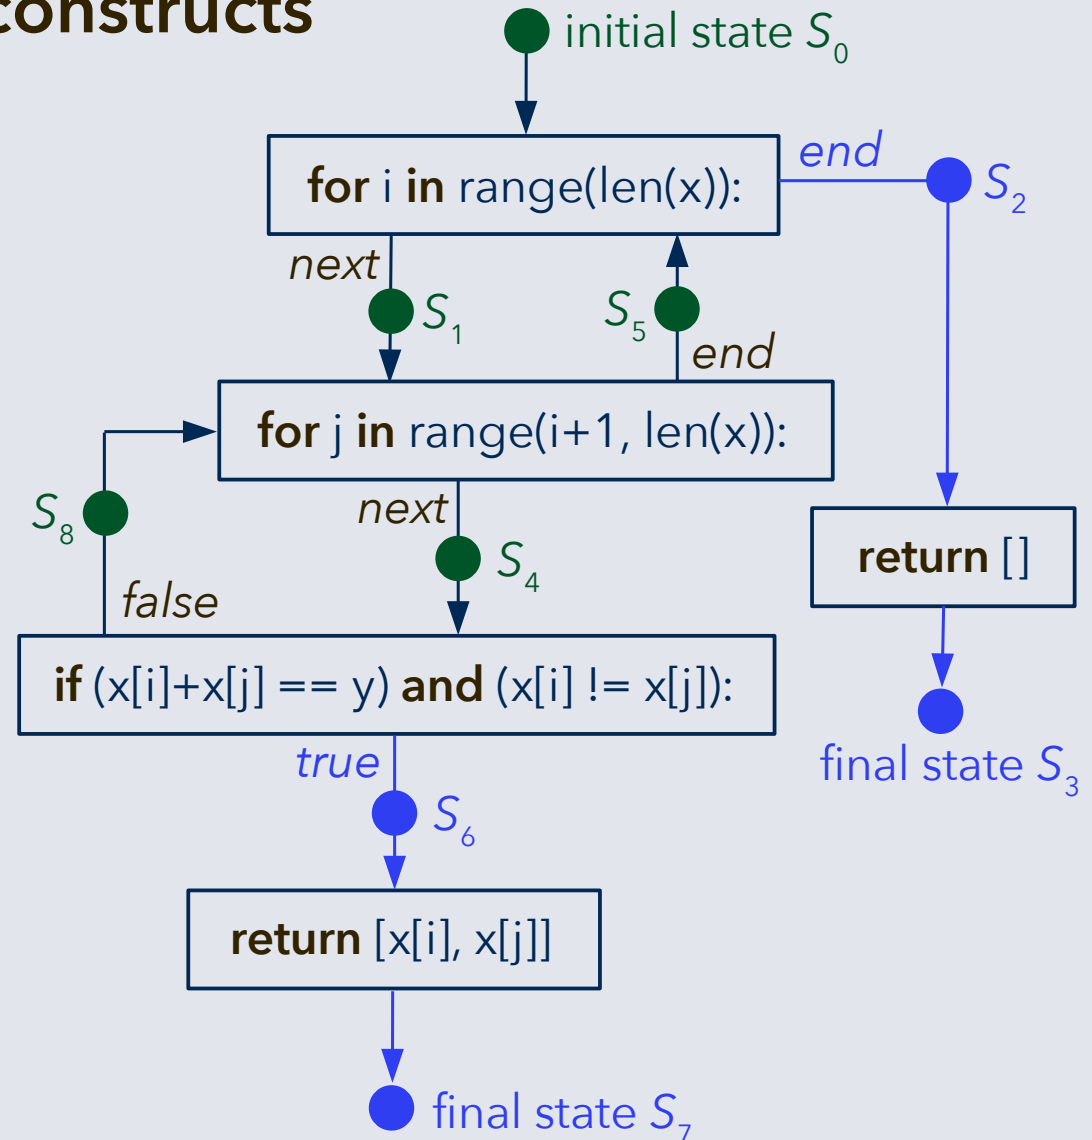 constructs
initial state S₀
for i in range(len(x)):
end
S₂
next
S₁
S₅
end
for j in range(i+1, len(x)):
next
S₈
S₄
return []
false
if (x[i]+x[j] == y) and (x[i] != x[j]):
true
final state S₃
S₆
return [x[i], x[j]]
final state S₇